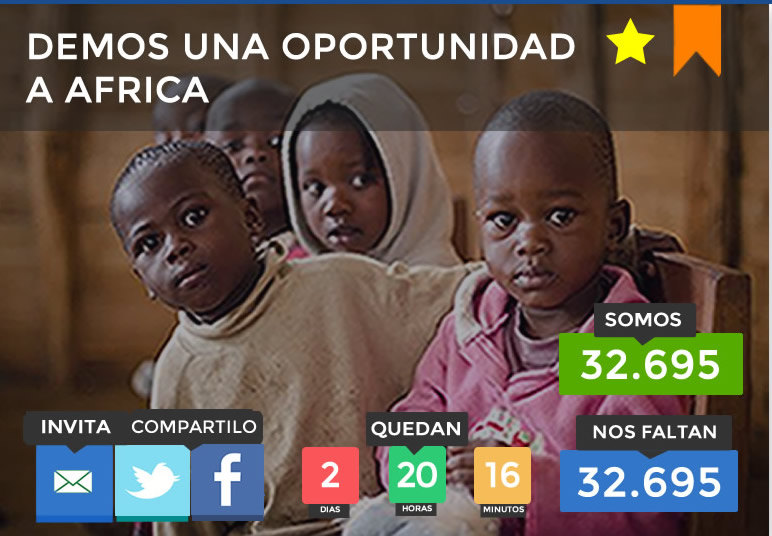 DEMOS UNA OPORTUNIDAD
A AFRICA
SOMOS
32.695
INVITA COMPARTILO
QUEDAN
2 20 16
DIAS HORAS MINUTOS
NOS FALTAN
32.695